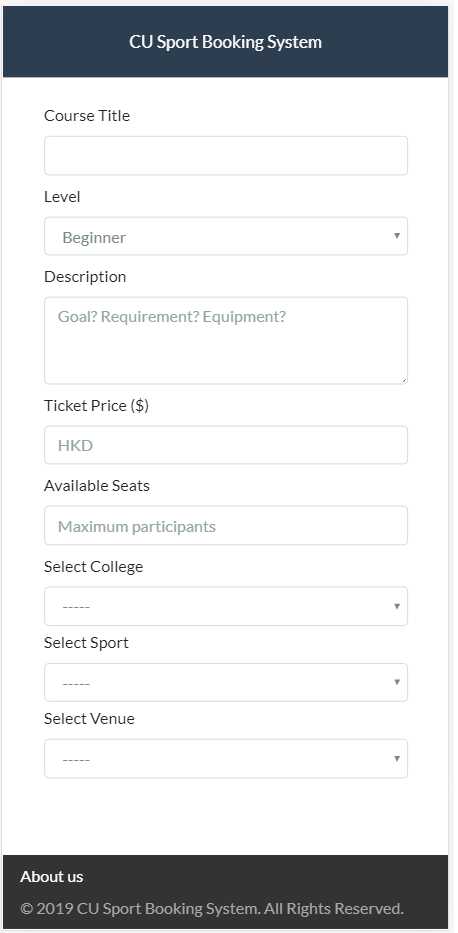 CU Sport Booking System
Course Title
Level
Beginner
Description
Goal? Requirement? Equipment?
Ticket Price ($)
HKD
Available Seats
Maximum participants
Select College
-----
Select Sport
-----
Select Venue
-----
About us
© 2019 CU Sport Booking System. All Rights Reserved.